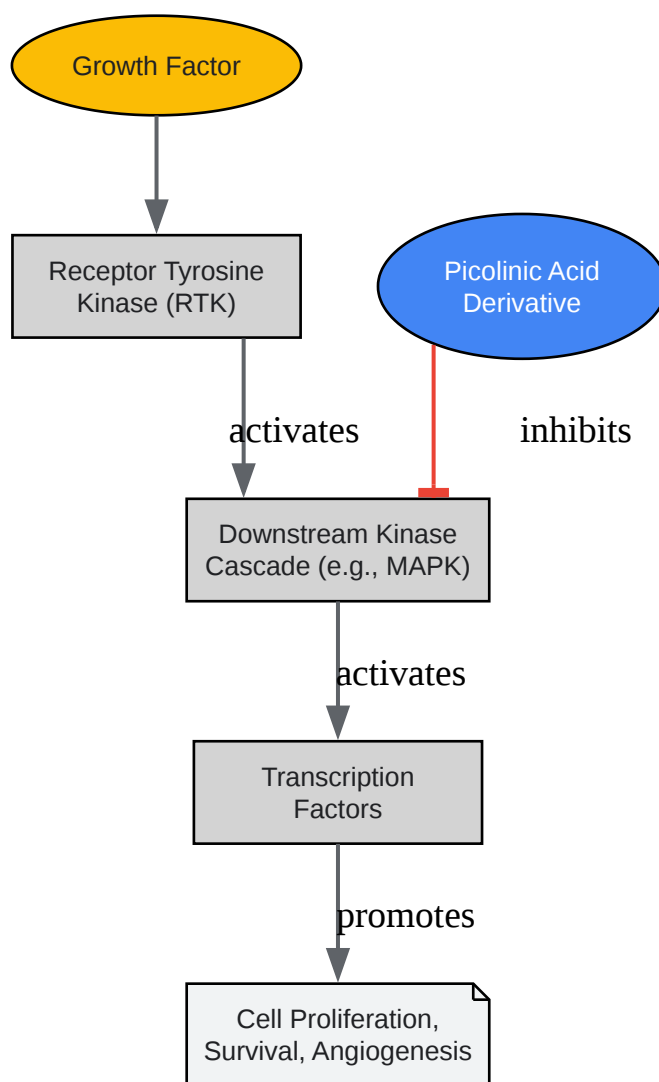 Growth Factor
Receptor Tyrosine
Kinase (RTK)
Picolinic Acid
Derivative
activates
inhibits
Downstream Kinase
Cascade (e.g., MAPK)
activates
Transcription
Factors
promotes
Cell Proliferation,
Survival, Angiogenesis